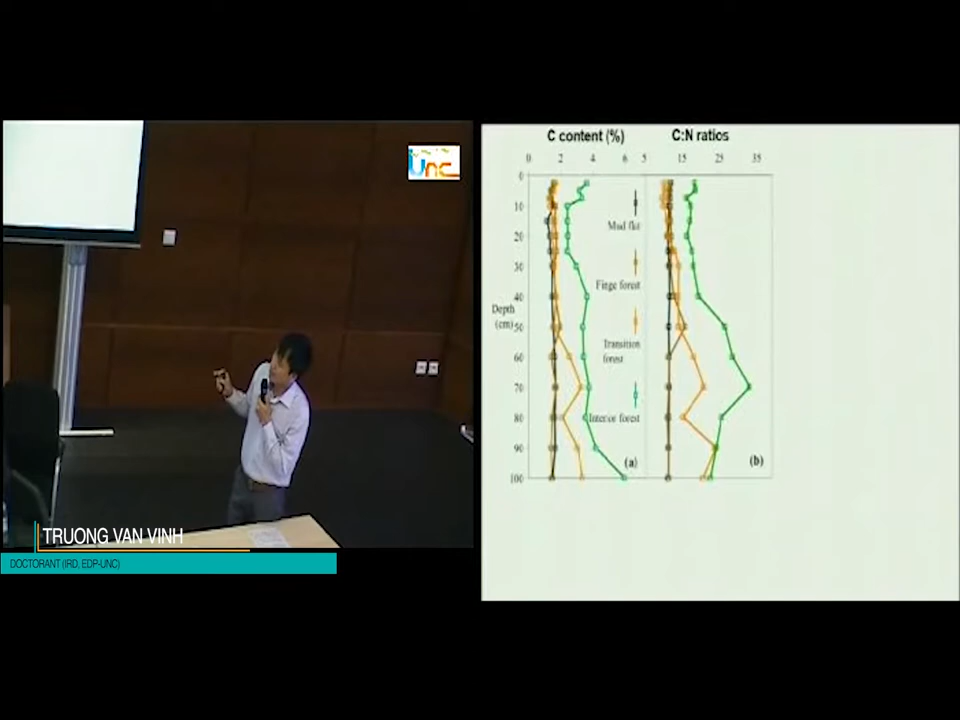 Unc
TRUONG VAN VINH
DOCTORANT (IRD, EDP-UNC)
C content (%)
C:N ratios
0 2 4 6 5 15 25 35
0
10
20
30
40
50
60
70
80
90
100
Depth
(cm)
Mud flat
Finge forest
Transition
forest
Interior forest
(a)
(b)